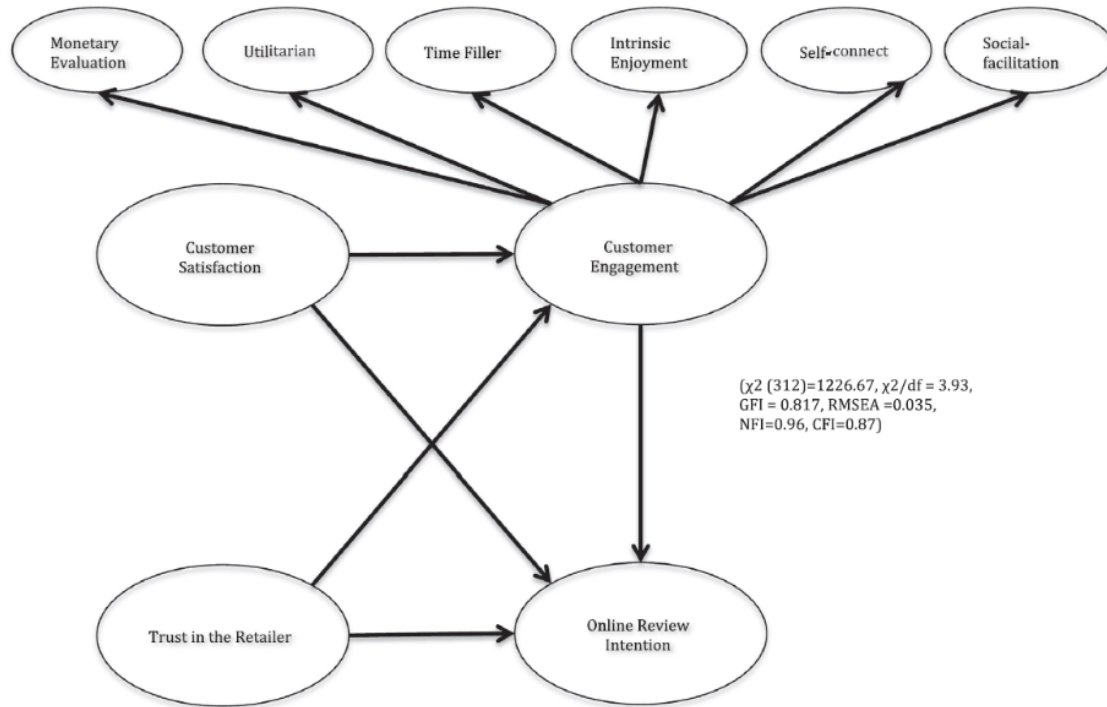 Monetary
Evaluation
Utilitarian
Time Filler
Intrinsic
Enjoyment
Self-connect
Social-
facilitation
Customer
Satisfaction
Customer
Engagement
(χ2 (312)=1226.67, χ2/df = 3.93,
GFI = 0.817, RMSEA =0.035,
NFI=0.96, CFI=0.87)
Trust in the Retailer
Online Review
Intention